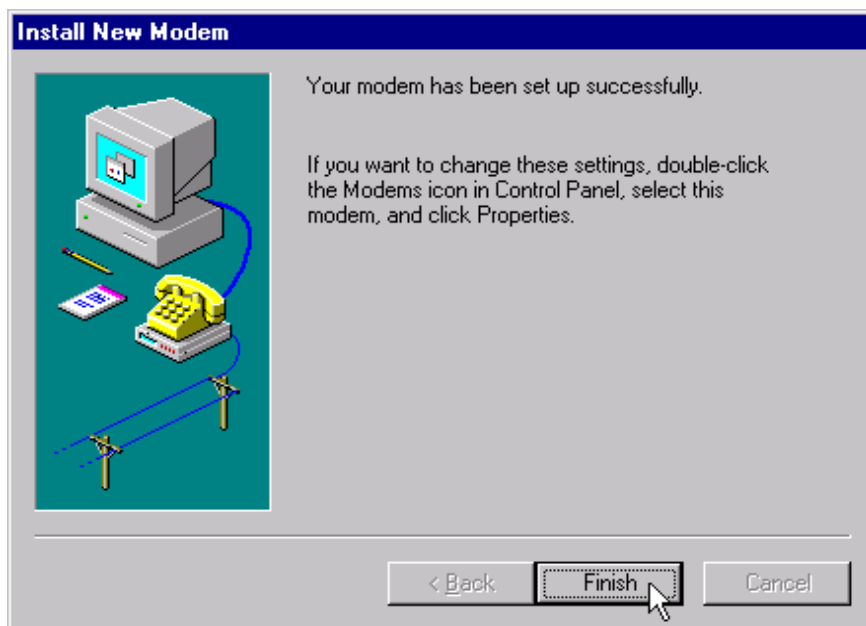 Install New Modem
Your modem has been set up successfully.
If you want to change these settings, double-click
the Modems icon in Control Panel, select this
modem, and click Properties.
< Back
Finish
Cancel